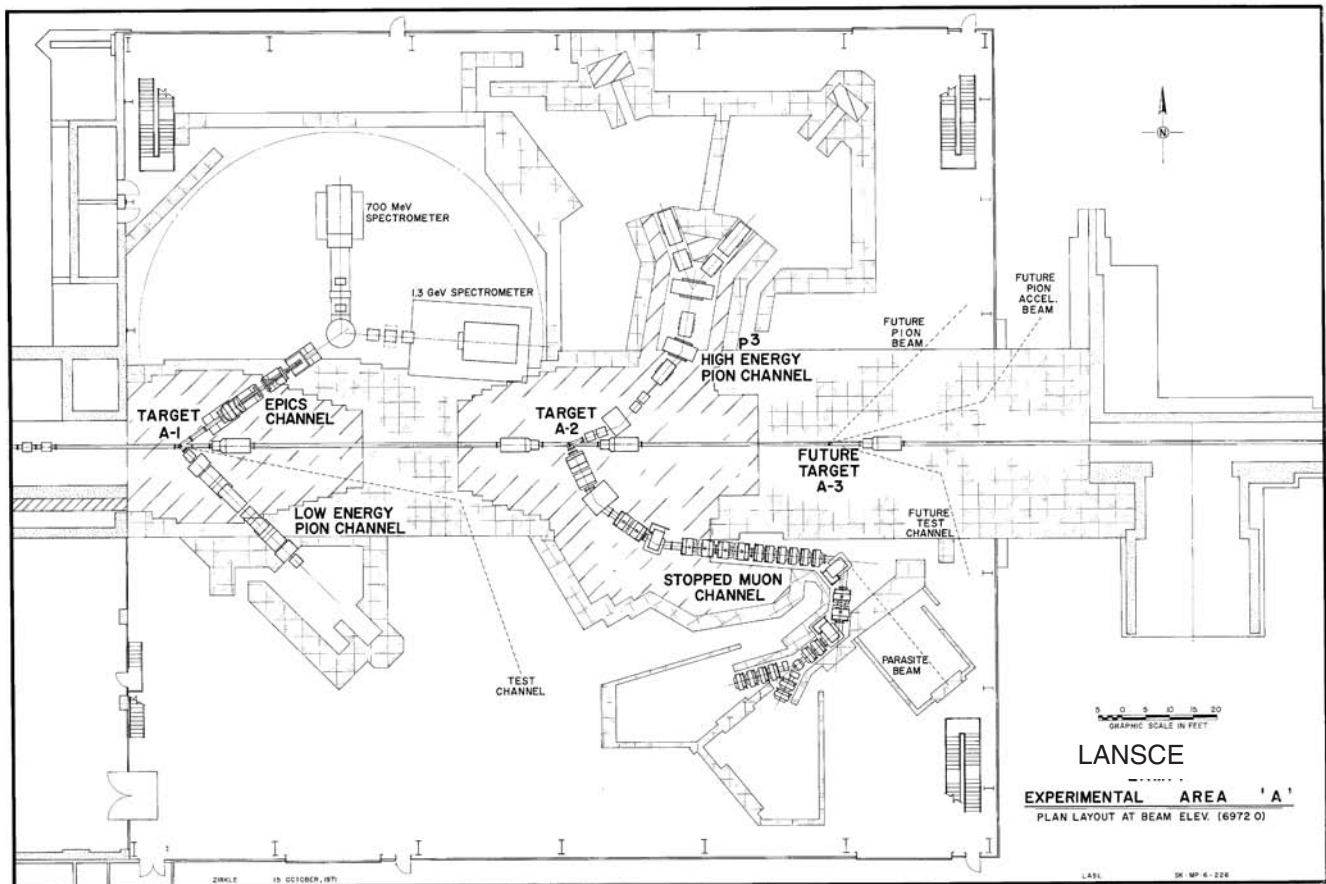 N
700 MeV
SPECTROMETER
1.3 GeV SPECTROMETER
FUTURE
PION
ACCEL.
BEAM
FUTURE
PION
BEAM
P3
HIGH ENERGY
PION CHANNEL
EPICS
CHANNEL
TARGET
A-1
TARGET
A-2
FUTURE
TARGET
A-3
LOW ENERGY
PION CHANNEL
FUTURE
TEST
CHANNEL
STOPPED MUON
CHANNEL
PARASITE
BEAM
TEST
CHANNEL
5 0 5 10 15 20
GRAPHIC SCALE IN FEET
LANSCE
EXPERIMENTAL AREA 'A'
PLAN LAYOUT AT BEAM ELEV. (6972.0)
ZIRKLE 15 OCTOBER, 1971
LASL SK-MP-6-226